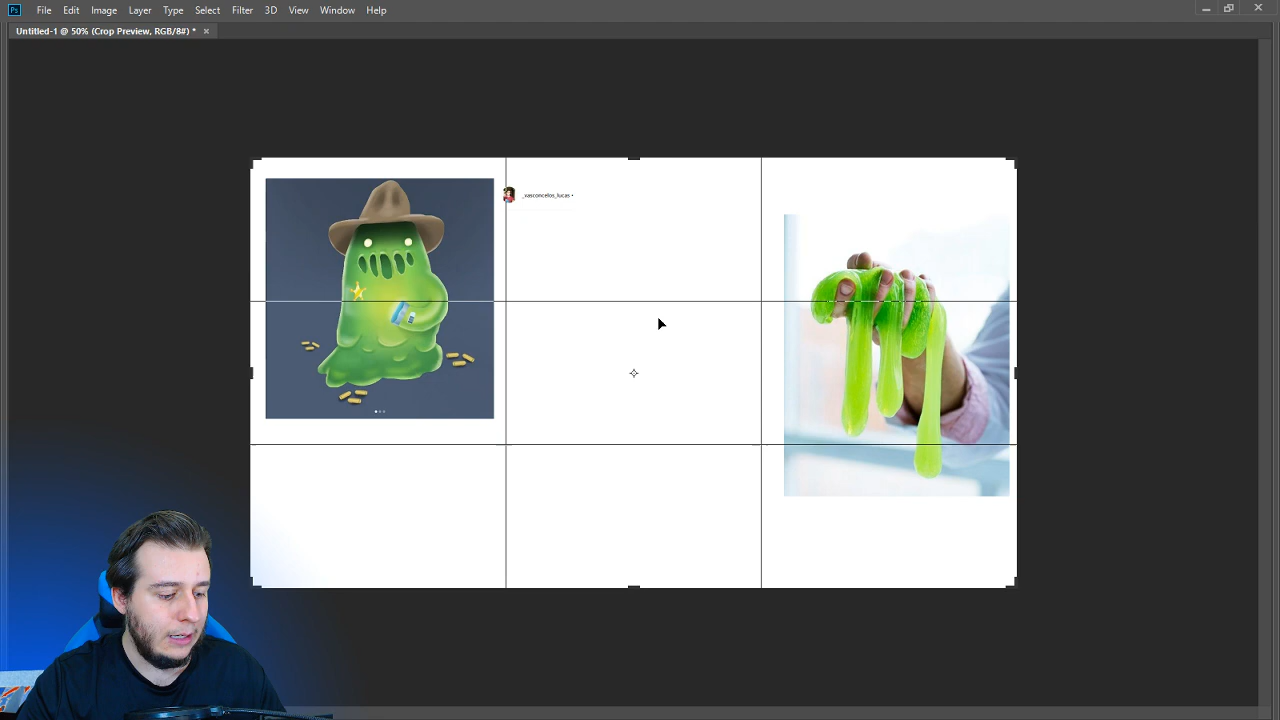 Ps File Edit Image Layer Type Select Filter 3D View Window Help
Untitled-1 @ 50% (Crop Preview, RGB/8#) * ×
_vasconcelos_lucas •